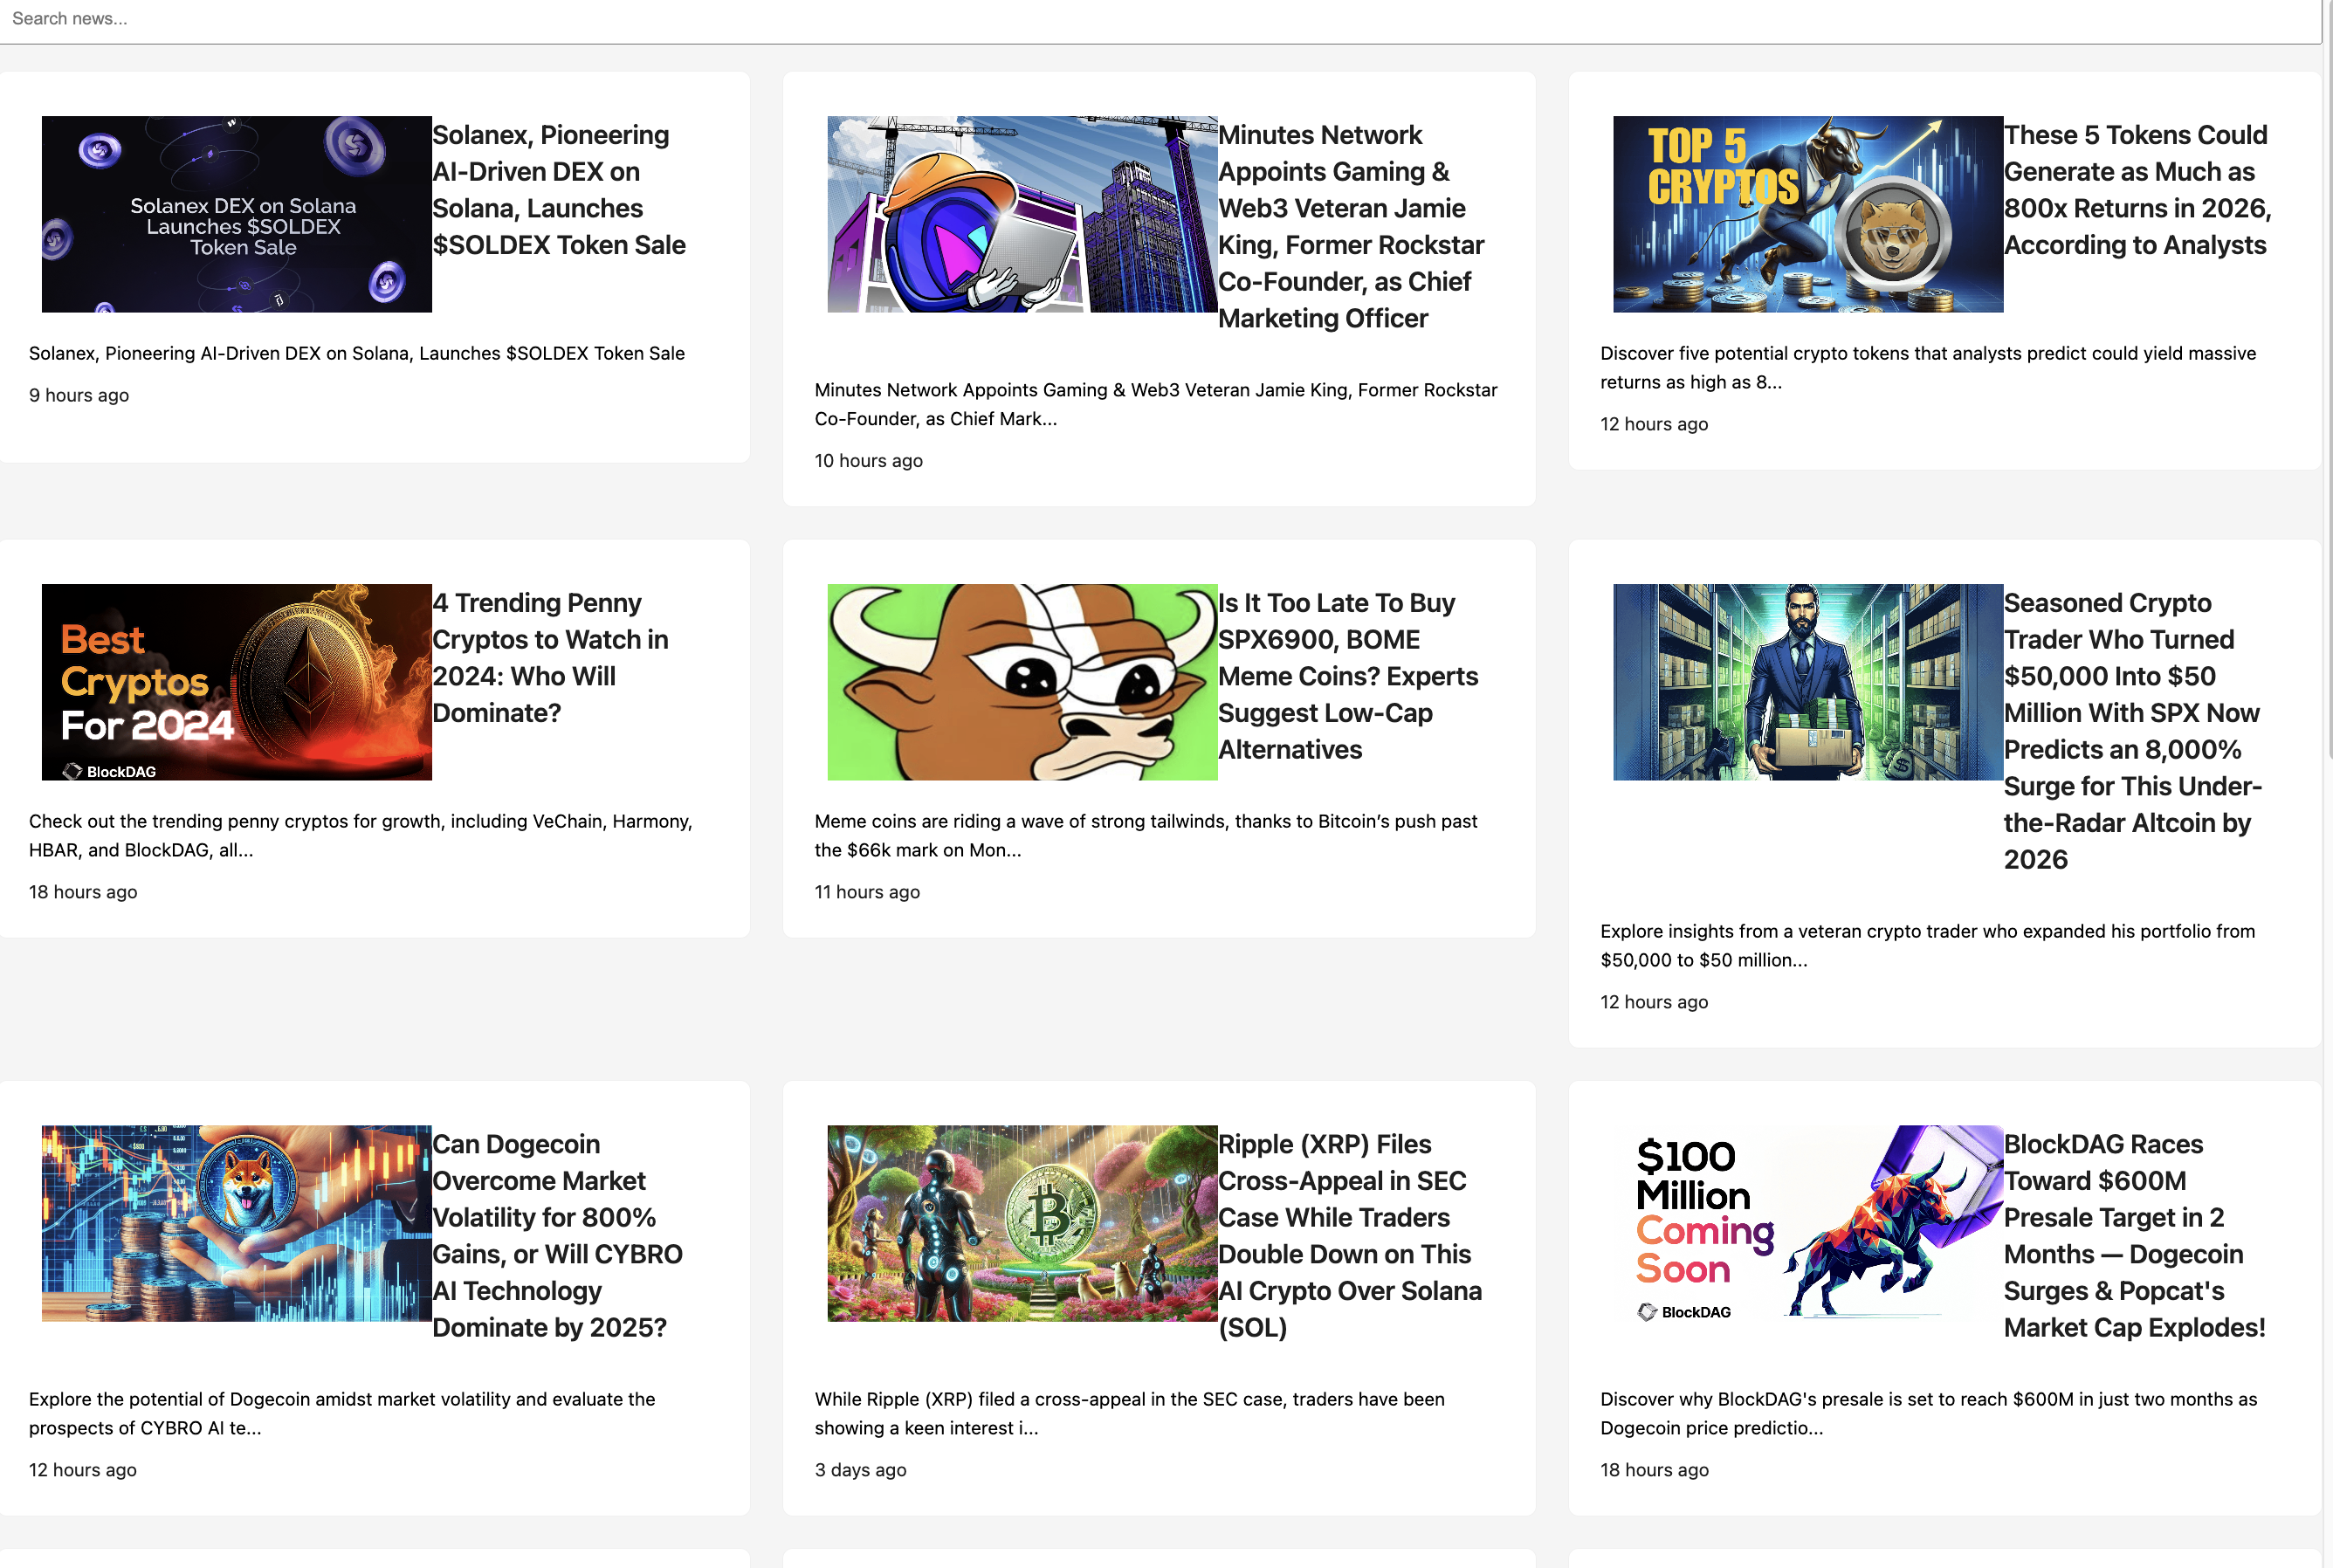 Search news...
Solanex DEX on Solana
Launches $SOLDEX
Token Sale
Solanex, Pioneering
AI-Driven DEX on
Solana, Launches
$SOLDEX Token Sale
Solanex, Pioneering AI-Driven DEX on Solana, Launches $SOLDEX Token Sale
9 hours ago
Minutes Network
Appoints Gaming &
Web3 Veteran Jamie
King, Former Rockstar
Co-Founder, as Chief
Marketing Officer
Minutes Network Appoints Gaming & Web3 Veteran Jamie King, Former Rockstar
Co-Founder, as Chief Mark...
10 hours ago
TOP 5
CRYPTOS
These 5 Tokens Could
Generate as Much as
800x Returns in 2026,
According to Analysts
Discover five potential crypto tokens that analysts predict could yield massive
returns as high as 8...
12 hours ago
Best
Cryptos
For 2024
BlockDAG
4 Trending Penny
Cryptos to Watch in
2024: Who Will
Dominate?
Check out the trending penny cryptos for growth, including VeChain, Harmony,
HBAR, and BlockDAG, all...
18 hours ago
Is It Too Late To Buy
SPX6900, BOME
Meme Coins? Experts
Suggest Low-Cap
Alternatives
Meme coins are riding a wave of strong tailwinds, thanks to Bitcoin’s push past
the $66k mark on Mon...
11 hours ago
Seasoned Crypto
Trader Who Turned
$50,000 Into $50
Million With SPX Now
Predicts an 8,000%
Surge for This Under-
the-Radar Altcoin by
2026
Explore insights from a veteran crypto trader who expanded his portfolio from
$50,000 to $50 million...
12 hours ago
Can Dogecoin
Overcome Market
Volatility for 800%
Gains, or Will CYBRO
AI Technology
Dominate by 2025?
Explore the potential of Dogecoin amidst market volatility and evaluate the
prospects of CYBRO AI te...
12 hours ago
Ripple (XRP) Files
Cross-Appeal in SEC
Case While Traders
Double Down on This
AI Crypto Over Solana
(SOL)
While Ripple (XRP) filed a cross-appeal in the SEC case, traders have been
showing a keen interest i...
3 days ago
$100
Million
Coming
Soon
BlockDAG
BlockDAG Races
Toward $600M
Presale Target in 2
Months — Dogecoin
Surges & Popcat's
Market Cap Explodes!
Discover why BlockDAG's presale is set to reach $600M in just two months as
Dogecoin price predictio...
18 hours ago